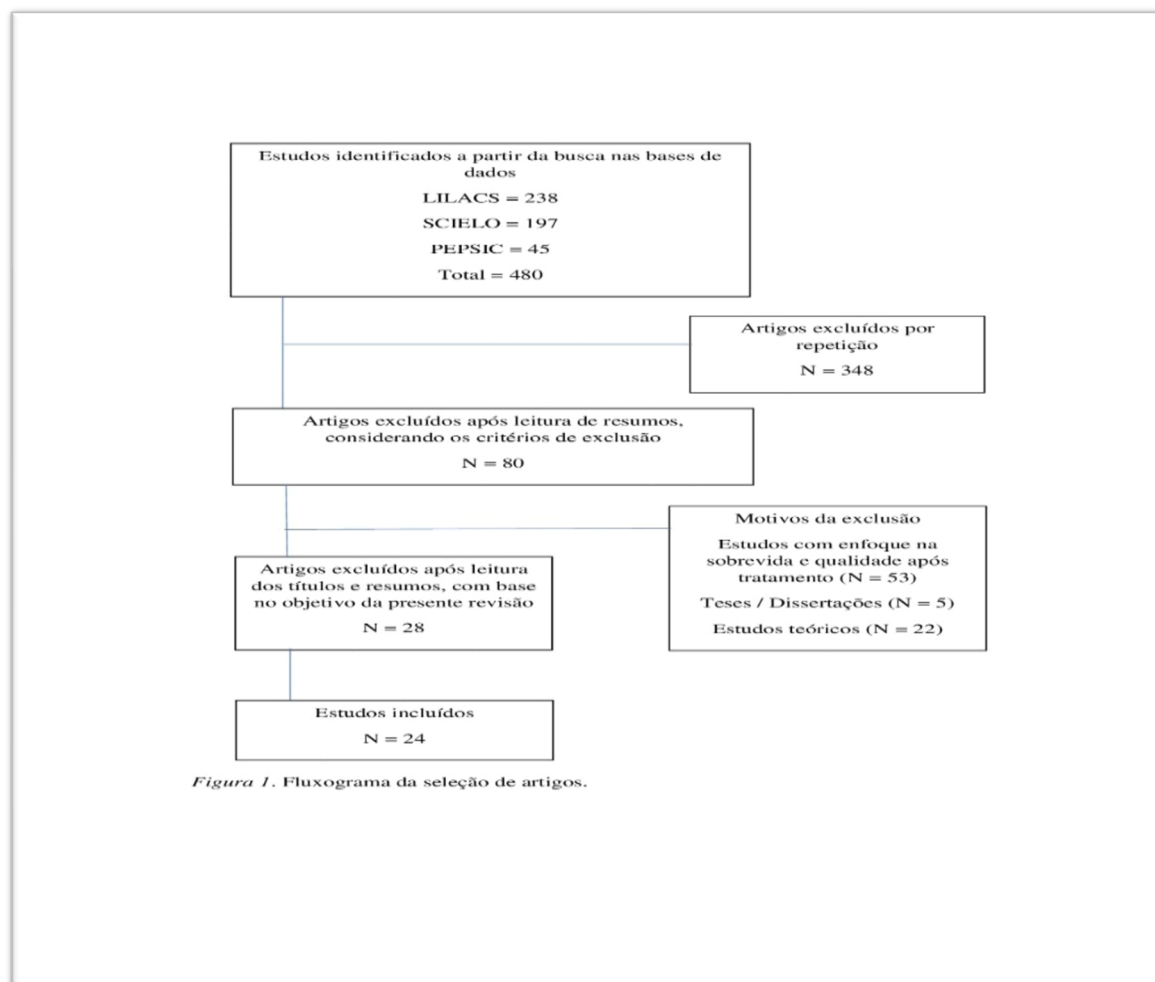 Estudos identificados a partir da busca nas bases de
dados
LILACS = 238
SCIELO = 197
PEPSIC = 45
Total = 480
Artigos excluídos por
repetição
N = 348
Artigos excluídos após leitura de resumos,
considerando os critérios de exclusão
N = 80
Motivos da exclusão
Estudos com enfoque na
sobrevida e qualidade após
tratamento (N = 53)
Teses / Dissertações (N = 5)
Estudos teóricos (N = 22)
Artigos excluídos após leitura
dos títulos e resumos, com base
no objetivo da presente revisão
N = 28
Estudos incluídos
N = 24
Figura 1. Fluxograma da seleção de artigos.